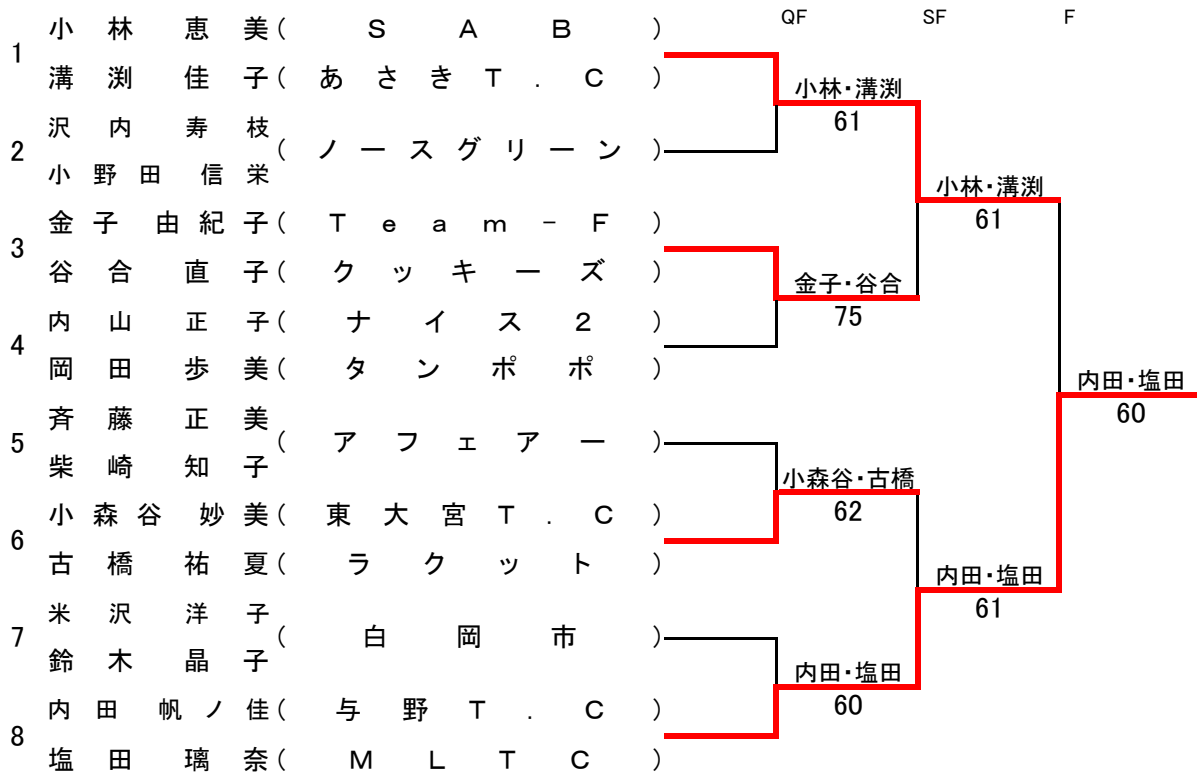 QF SF F
1
小林 恵美(SAB)
溝渕 佳子(あさきT.C)
小林・溝渕
61
2
沢内 寿枝
(ノースグリーン)
小野田 信栄
小林・溝渕
61
3
金子 由紀子(Team-F)
谷合 直子(クッキーズ)
金子・谷合
75
4
内山 正子(ナイス2)
岡田 歩美(タンポポ)
内田・塩田
60
5
斉藤 正美
(アフェアー)
柴崎 知子
小森谷・古橋
62
6
小森谷 妙美(東大宮T.C)
古橋 祐夏(ラクット)
内田・塩田
61
7
米沢 洋子
(白岡市)
鈴木 晶子
内田・塩田
60
8
内田 帆ノ佳(与野T.C)
塩田 璃奈(MLTC)